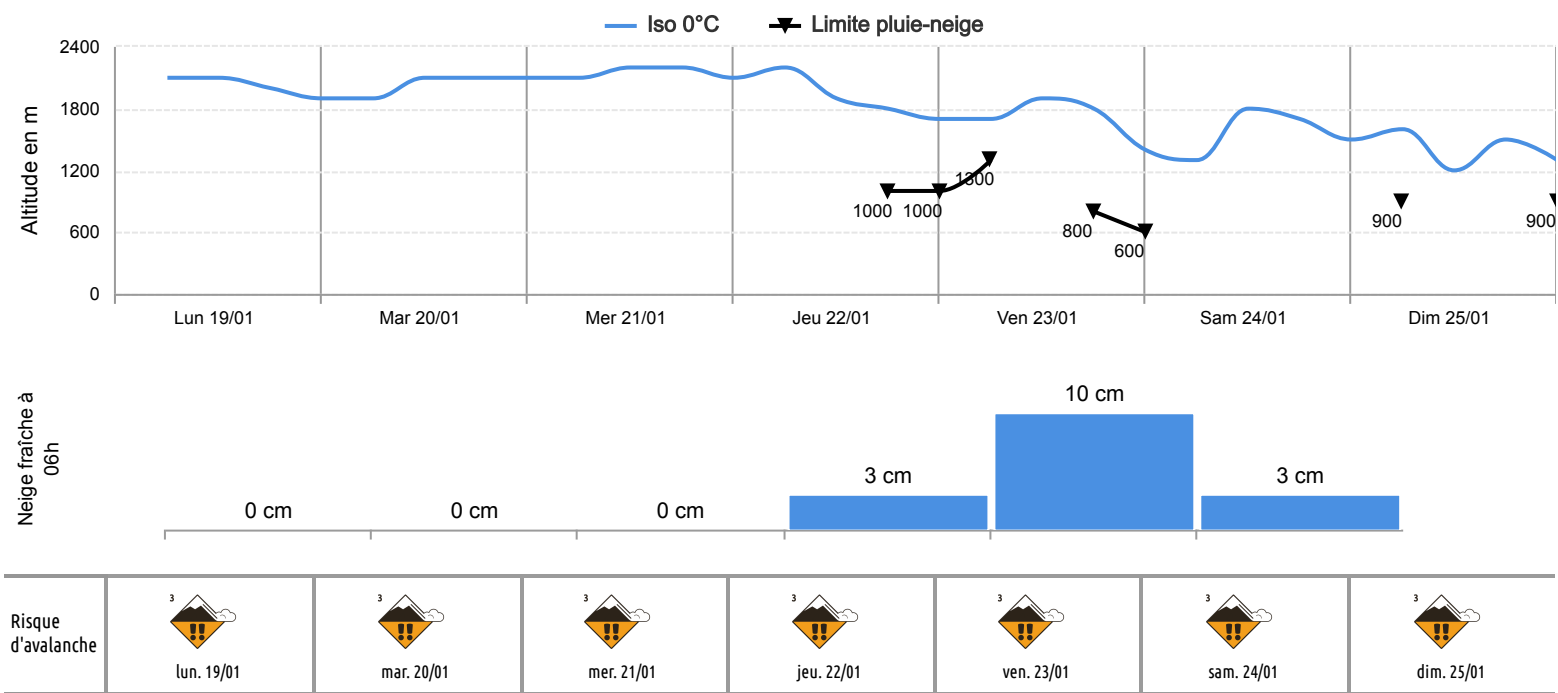 Iso 0°C Limite pluie-neige
Altitude en m
2400
1800
1200
600
0
1000 1000 1300 800 600 900 900
Lun 19/01 Mar 20/01 Mer 21/01 Jeu 22/01 Ven 23/01 Sam 24/01 Dim 25/01
Neige fraîche à
06h
0 cm 0 cm 0 cm 3 cm 10 cm 3 cm
Risque
d'avalanche
3 3 3 3 3 3 3
lun. 19/01 mar. 20/01 mer. 21/01 jeu. 22/01 ven. 23/01 sam. 24/01 dim. 25/01